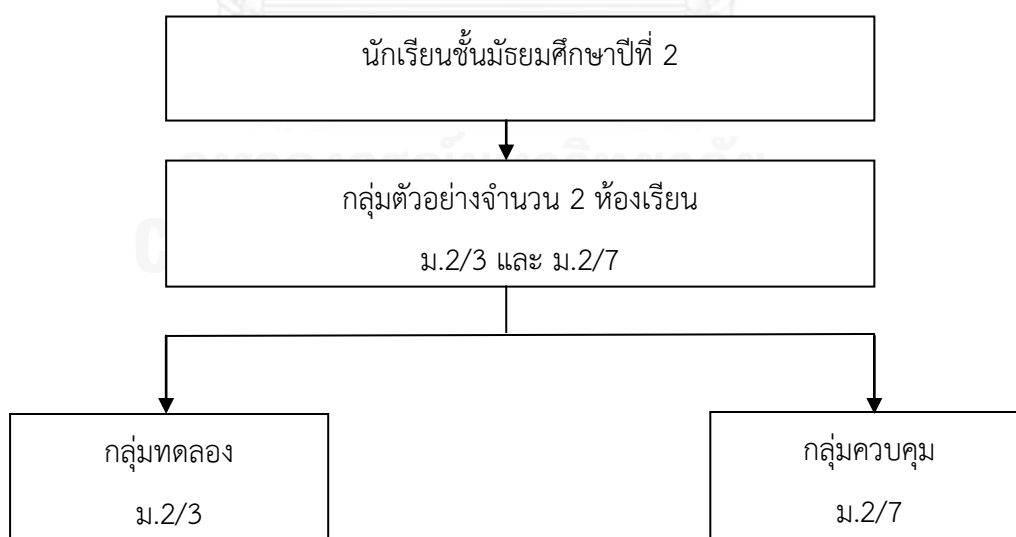 นักเรียนชั้นมัธยมศึกษาปีที่ 2
กลุ่มตัวอย่างจำนวน 2 ห้องเรียน
ม.2/3 และ ม.2/7
กลุ่มทดลอง
ม.2/3
กลุ่มควบคุม
ม.2/7